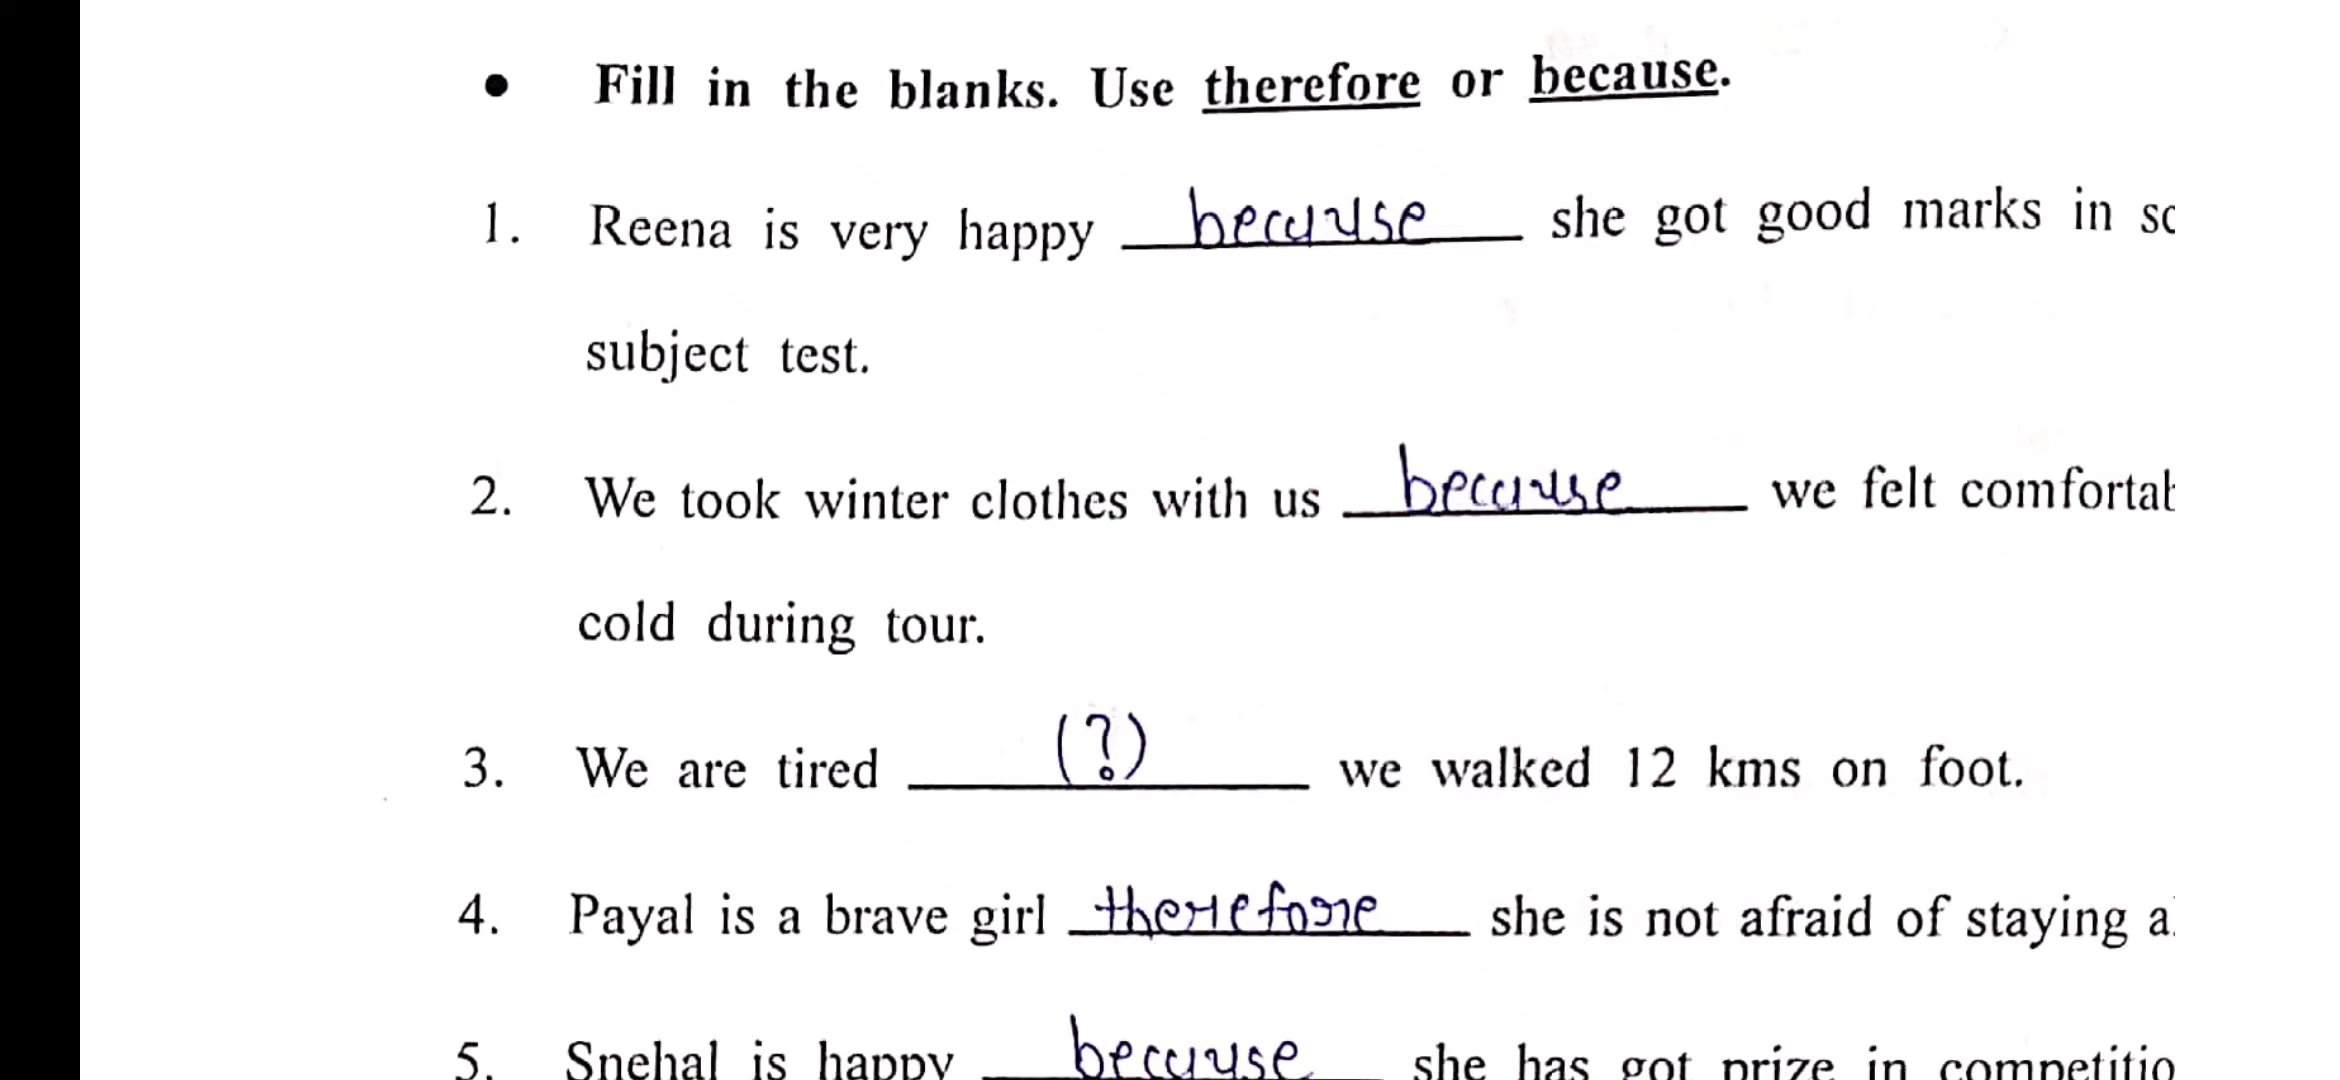 • Fill in the blanks. Use therefore or because.
1. Reena is very happy because she got good marks in sc
subject test.
2. We took winter clothes with us because we felt comfortab
cold during tour.
3. We are tired (?) we walked 12 kms on foot.
4. Payal is a brave girl therefore she is not afraid of staying a
5. Snehal is happy because she has got prize in competitio